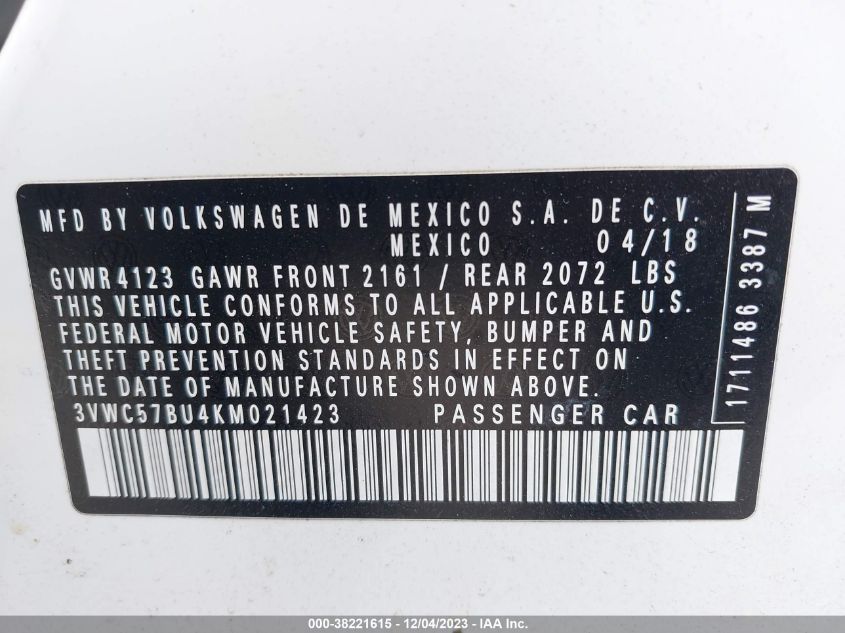 MFD BY VOLKSWAGEN DE MEXICO S.A. DE C.V.
MEXICO 04/18
GVWR 4123 GAWR FRONT 2161 / REAR 2072 LBS
THIS VEHICLE CONFORMS TO ALL APPLICABLE U.S.
FEDERAL MOTOR VEHICLE SAFETY, BUMPER AND
THEFT PREVENTION STANDARDS IN EFFECT ON
THE DATE OF MANUFACTURE SHOWN ABOVE.
3VWC57BU4KM021423 PASSENGER CAR
1711486 3387 M
000-38221615 - 12/04/2023 - IAA Inc.